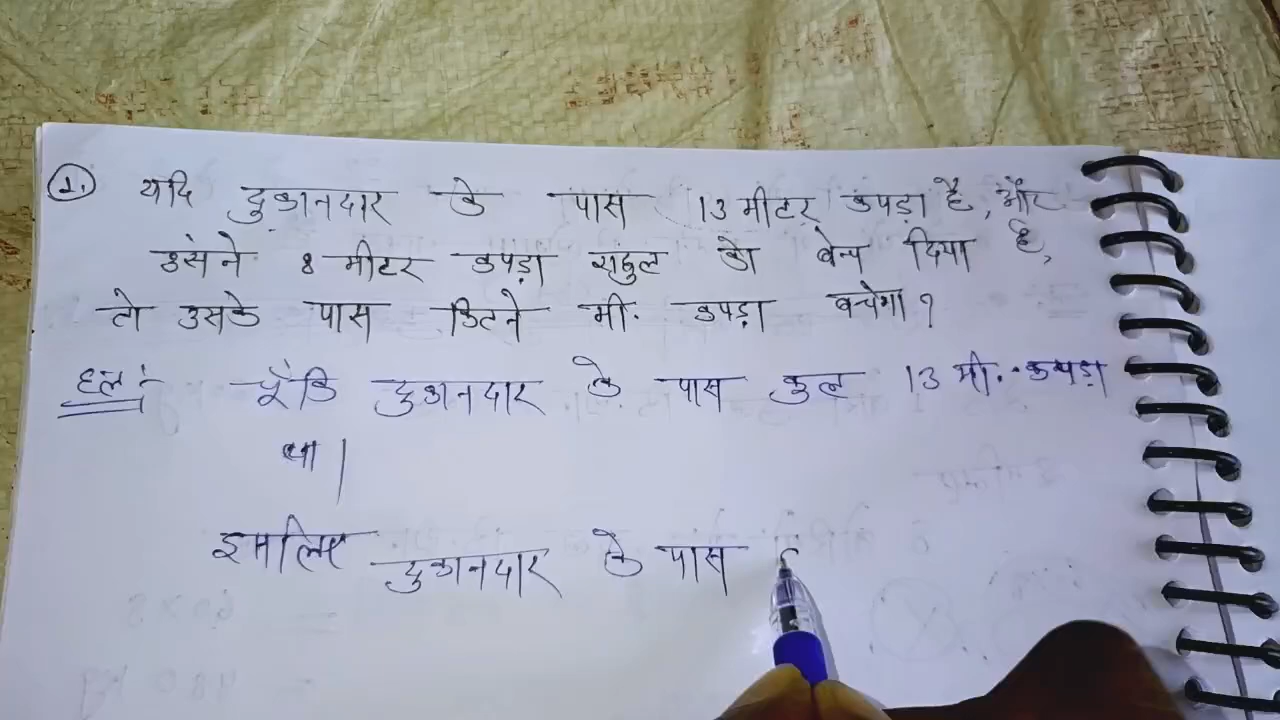 1. यदि दुकानदार के पास 13 मीटर कपड़ा है, और
उसने 8 मीटर कपड़ा राहुल को बेच दिया है,
तो उसके पास कितने मी. कपड़ा बचेगा?
हल :- चूँकि दुकानदार के पास कुल 13 मी. कपड़ा
था |
इसलिए दुकानदार के पास